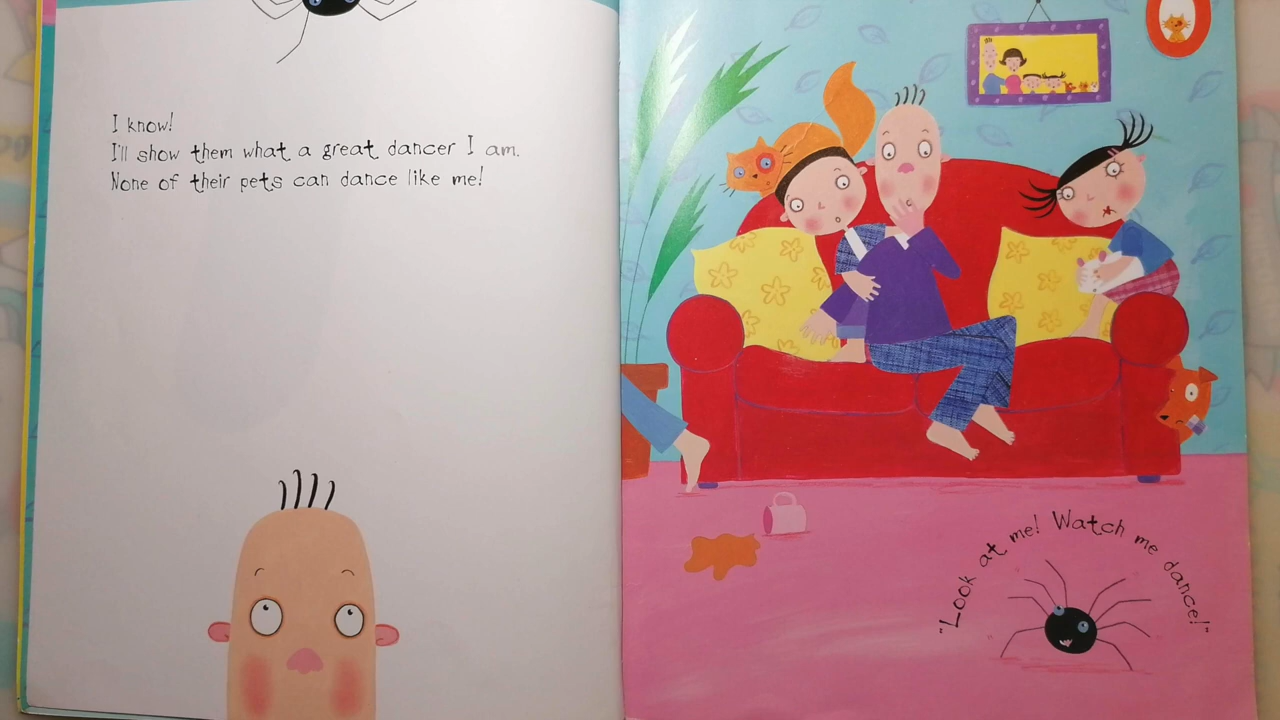 I know!
I'll show them what a great dancer I am.
None of their pets can dance like me!
"Look at me! Watch me dance!"